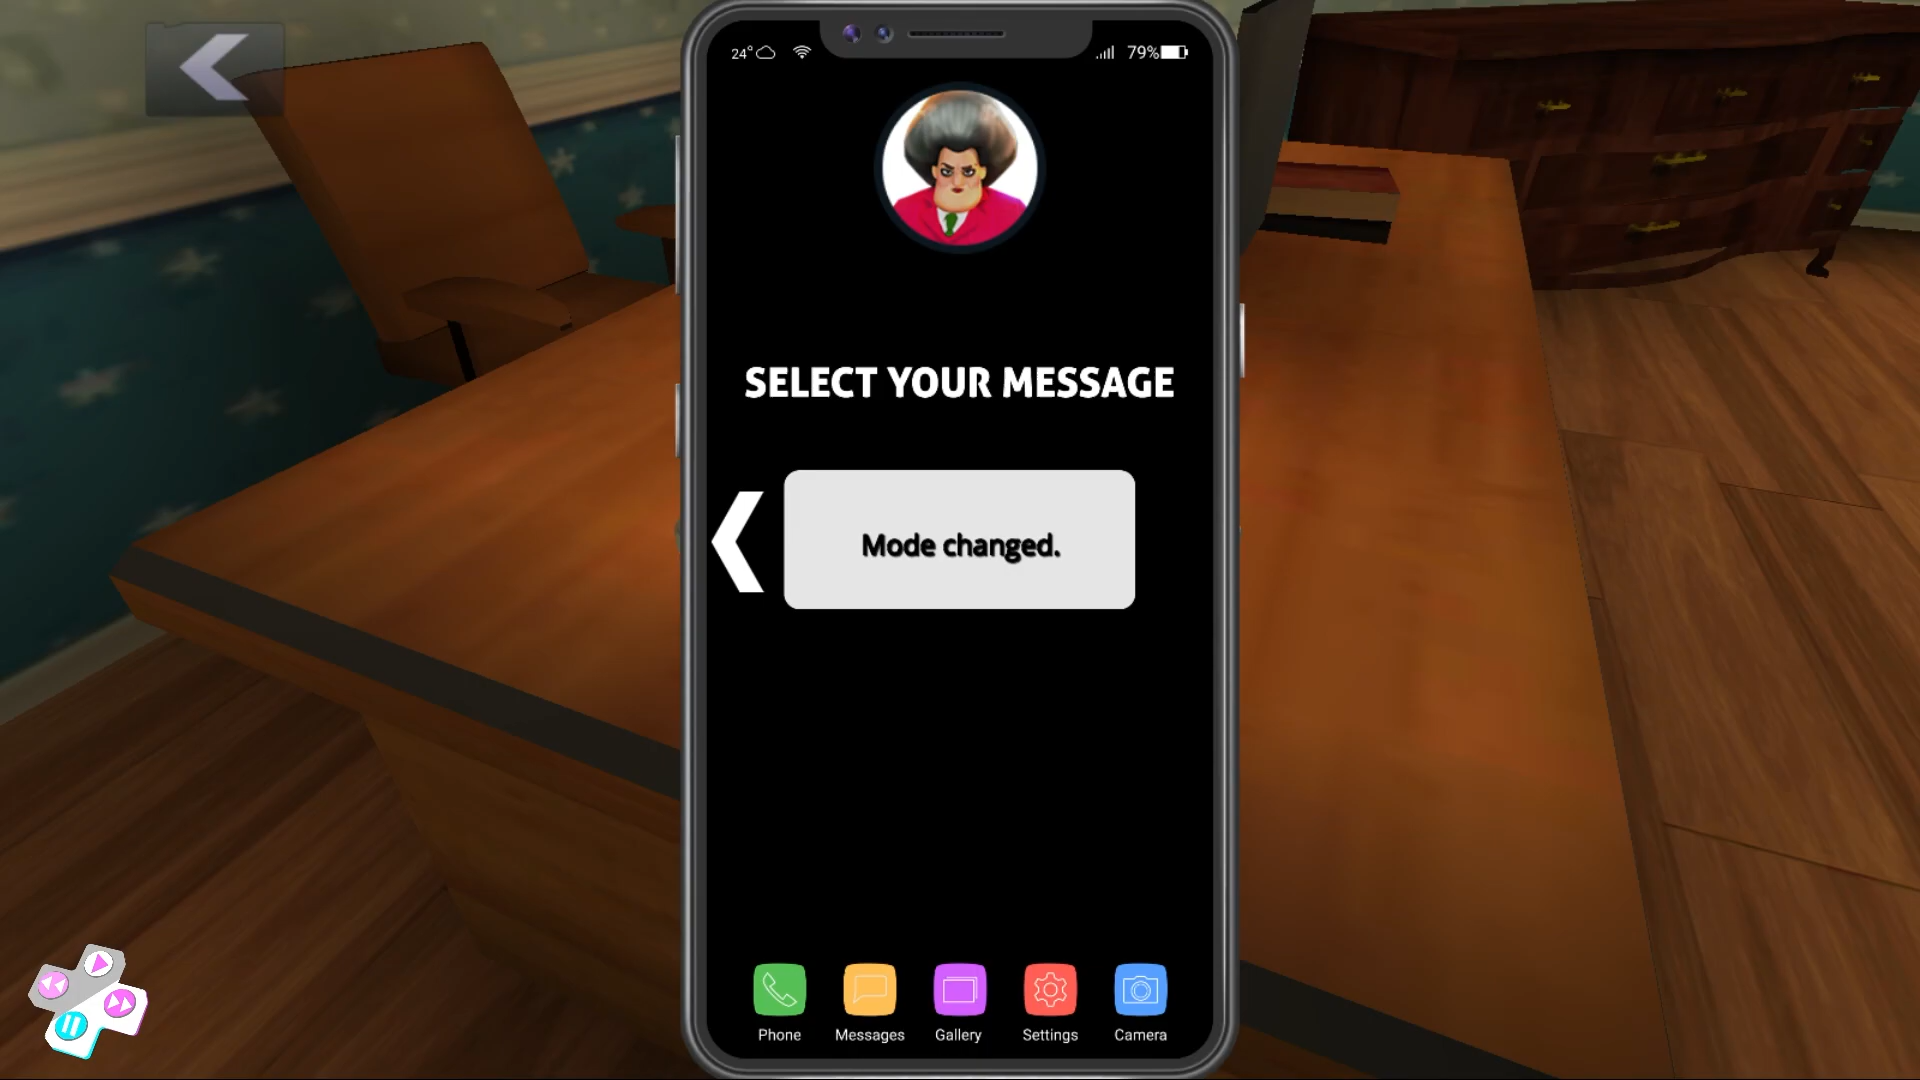 24°
79%
SELECT YOUR MESSAGE
Mode changed.
Phone
Messages
Gallery
Settings
Camera